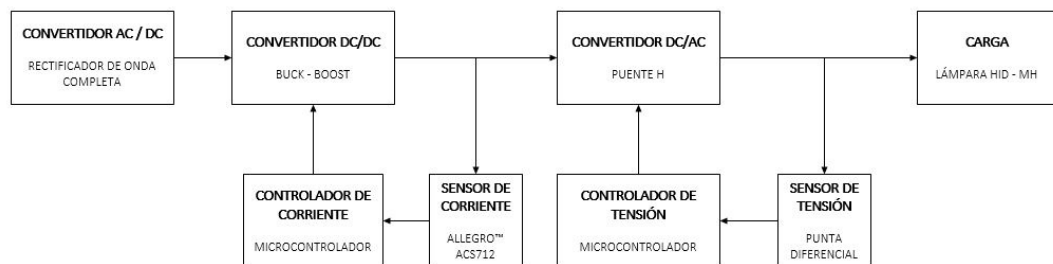 CONVERTIDOR AC / DC
RECTIFICADOR DE ONDA
COMPLETA
CONVERTIDOR DC/DC
BUCK - BOOST
CONVERTIDOR DC/AC
PUENTE H
CARGA
LÁMPARA HID - MH
CONTROLADOR DE
CORRIENTE
MICROCONTROLADOR
SENSOR DE
CORRIENTE
ALLEGRO™
ACS712
CONTROLADOR DE
TENSIÓN
MICROCONTROLADOR
SENSOR DE
TENSIÓN
PUNTA
DIFERENCIAL